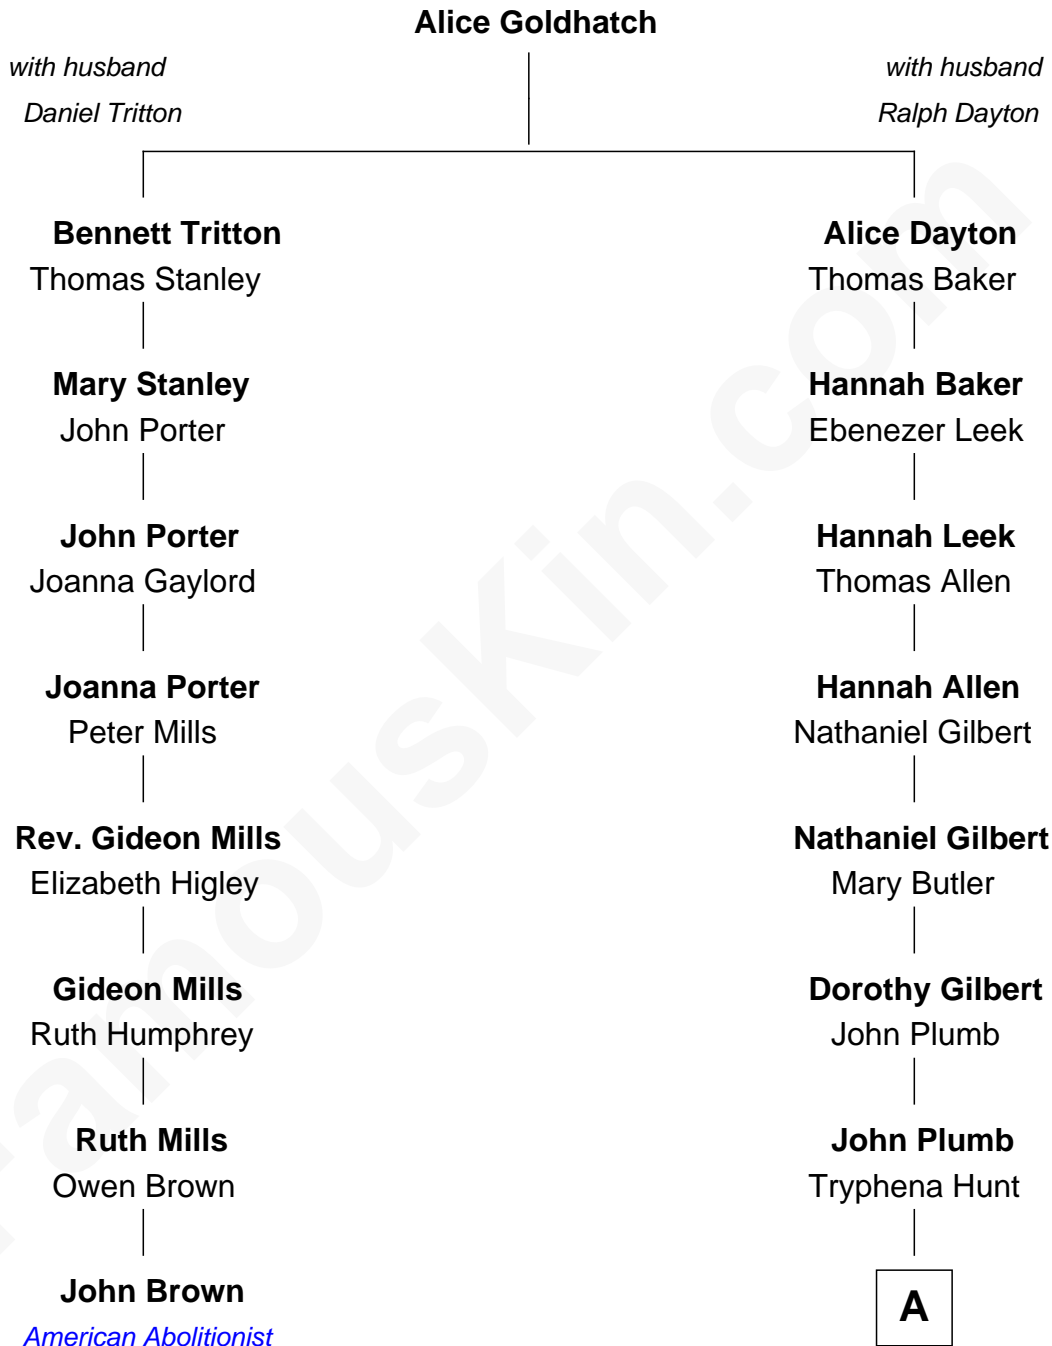 Alice Goldhatch
with husband
Daniel Tritton
with husband
Ralph Dayton
Bennett Tritton
Thomas Stanley
Alice Dayton
Thomas Baker
Mary Stanley
John Porter
Hannah Baker
Ebenezer Leek
John Porter
Joanna Gaylord
Hannah Leek
Thomas Allen
Joanna Porter
Peter Mills
Hannah Allen
Nathaniel Gilbert
Rev. Gideon Mills
Elizabeth Higley
Nathaniel Gilbert
Mary Butler
Gideon Mills
Ruth Humphrey
Dorothy Gilbert
John Plumb
Ruth Mills
Owen Brown
John Plumb
Tryphena Hunt
John Brown
American Abolitionist
A
FamousKin.com